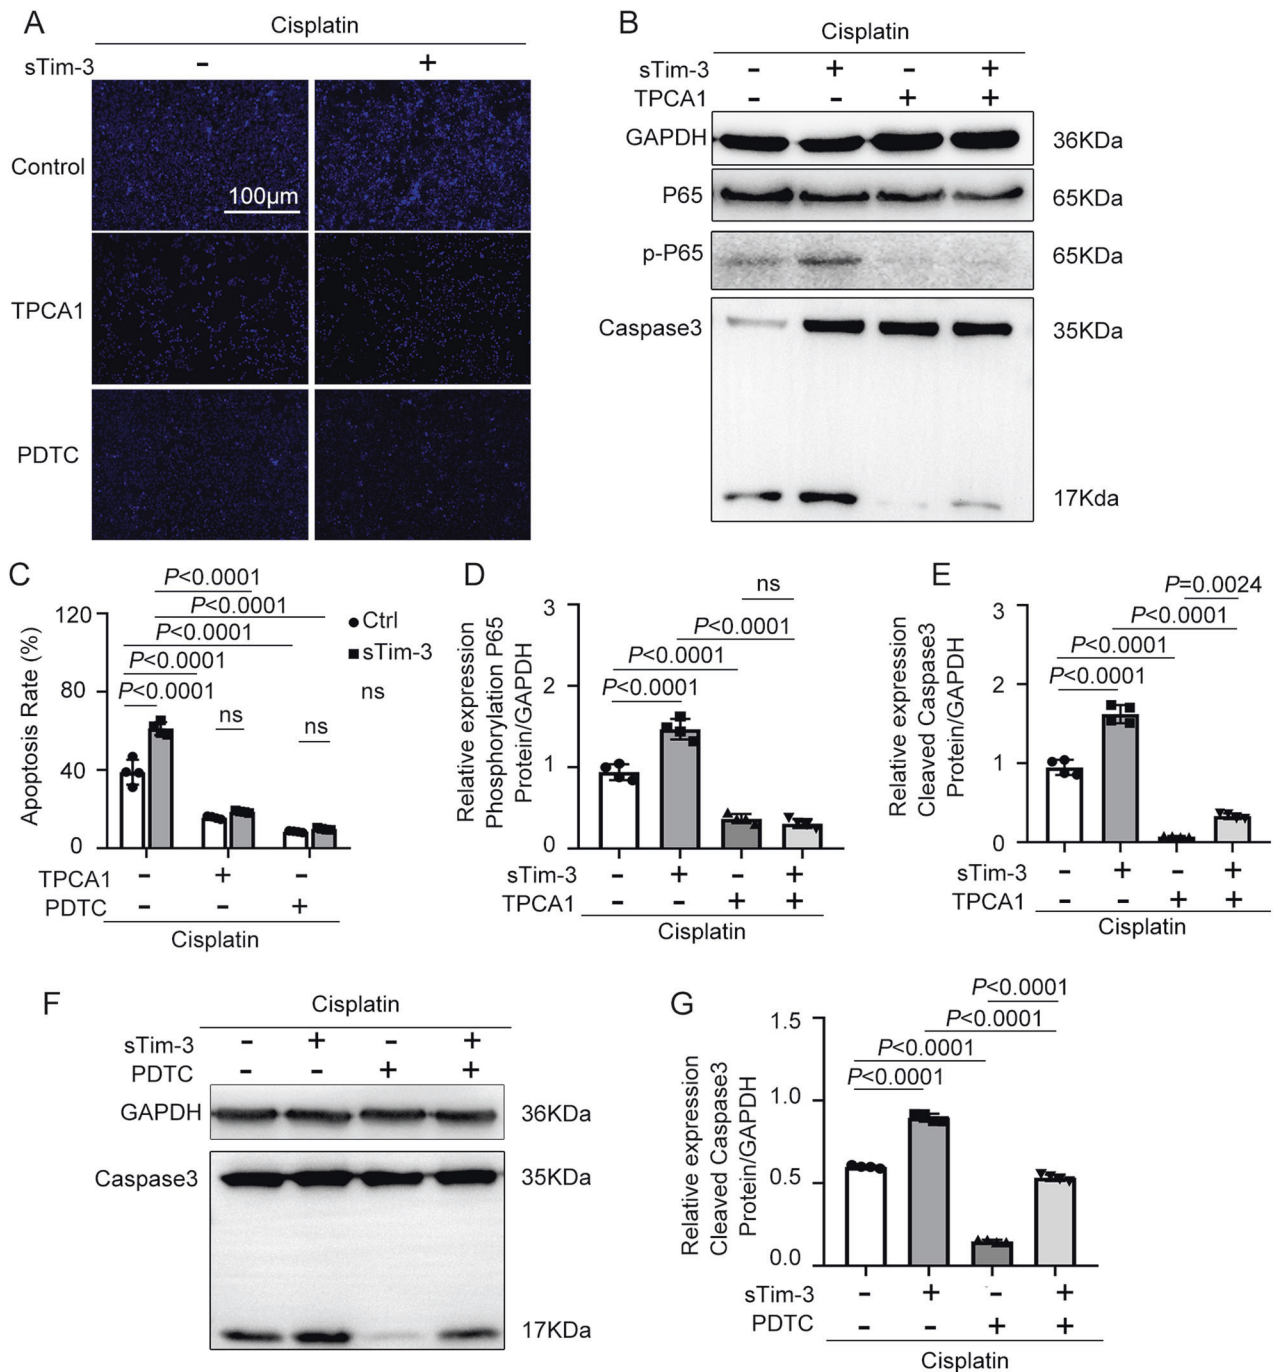 A
Cisplatin
sTim-3 - +
Control
100μm
TPCA1
PDTC
B
Cisplatin
sTim-3 - + - +
TPCA1 - - + +
GAPDH 36KDa
P65 65KDa
p-P65 65KDa
Caspase3 35KDa
17Kda
C
P<0.0001
P<0.0001
P<0.0001
P<0.0001
P<0.0001
ns
ns
Ctrl
sTim-3
ns
Apoptosis Rate (%)
120
80
40
0
TPCA1 - + -
PDTC - - +
Cisplatin
D
ns
P<0.0001
P<0.0001
P<0.0001
Relative expression
Phosphorylation P65
Protein/GAPDH
3
2
1
0
sTim-3 - + - +
TPCA1 - - + +
Cisplatin
E
P=0.0024
P<0.0001
P<0.0001
P<0.0001
Relative expression
Cleaved Caspase3
Protein/GAPDH
3
2
1
0
sTim-3 - + - +
TPCA1 - - + +
Cisplatin
F
Cisplatin
sTim-3 - + - +
PDTC - - + +
GAPDH 36KDa
Caspase3 35KDa
17KDa
G
P<0.0001
P<0.0001
P<0.0001
P<0.0001
Relative expression
Cleaved Caspase3
Protein/GAPDH
1.5
1.0
0.5
0.0
sTim-3 - + - +
PDTC - - + +
Cisplatin